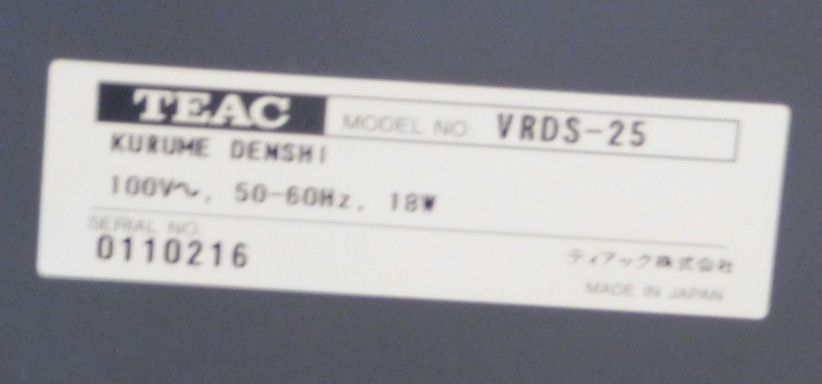 TEAC MODEL NO. VRDS-25
KURUME DENSHI
100V~, 50-60Hz, 18W
SERIAL NO.
0110216
ティアック株式会社
MADE IN JAPAN